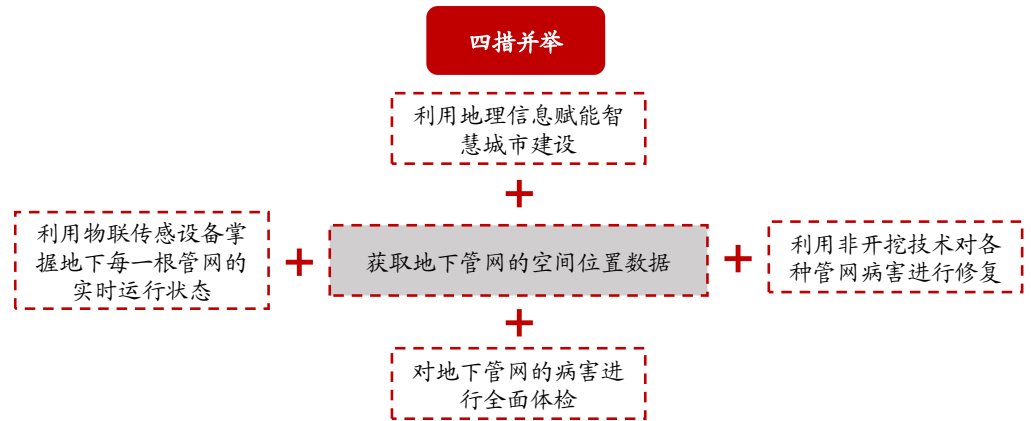 四措并举
利用地理信息赋能智
慧城市建设
+
利用物联传感设备掌
握地下每一根管网的
实时运行状态
+
获取地下管网的空间位置数据
+
利用非开挖技术对各
种管网病害进行修复
+
对地下管网的病害进
行全面体检